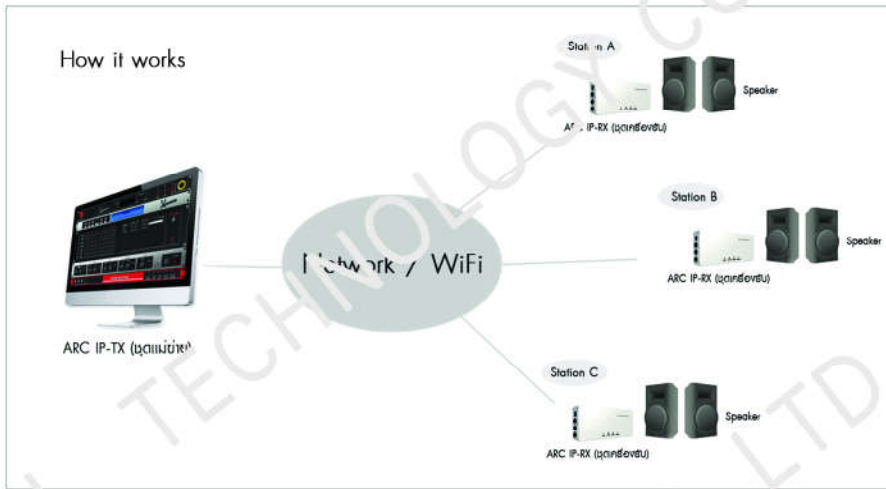 How it works
Station A
Speaker
ARC IP-RX (ชุดเครื่องรับ)
Station B
Speaker
ARC IP-RX (ชุดเครื่องรับ)
Network / WiFi
ARC IP-TX (ชุดแม่ข่าย)
Station C
Speaker
ARC IP-RX (ชุดเครื่องรับ)
TECHNOLOGY CO
LTD